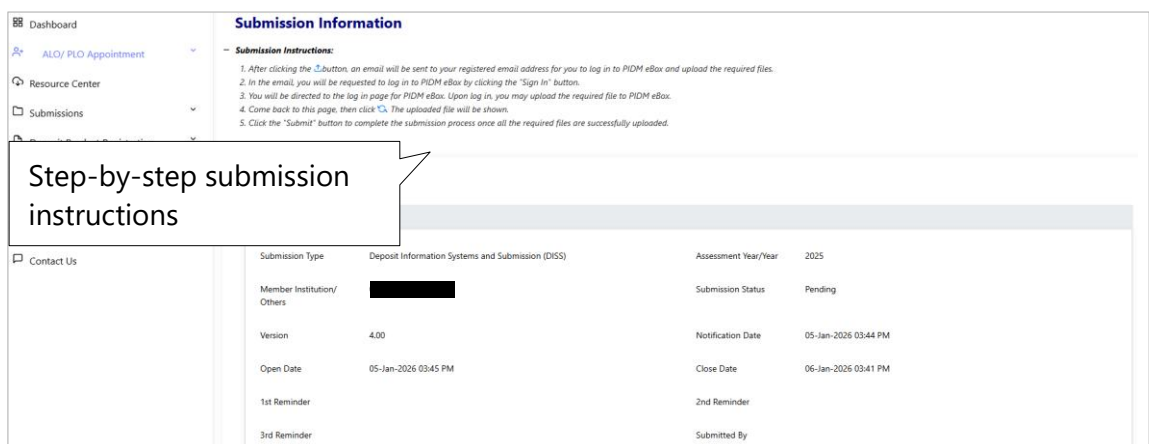 Dashboard
ALO/ PLO Appointment
Resource Center
Submissions
Contact Us
Submission Information
Submission Instructions:
1. After clicking the button, an email will be sent to your registered email address for you to log in to PIDM eBox and upload the required files.
2. In the email, you will be requested to log in to PIDM eBox by clicking the "Sign In" button.
3. You will be directed to the log in page for PIDM eBox. Upon log in, you may upload the required file to PIDM eBox.
4. Come back to this page, then click . The uploaded file will be shown.
5. Click the "Submit" button to complete the submission process once all the required files are successfully uploaded.
Step-by-step submission
instructions
Submission Type Deposit Information Systems and Submission (DISS) Assessment Year/Year 2025
Member Institution/ Submission Status Pending
Others
Version 4.00 Notification Date 05-Jan-2026 03:44 PM
Open Date 05-Jan-2026 03:45 PM Close Date 06-Jan-2026 03:41 PM
1st Reminder 2nd Reminder
3rd Reminder Submitted By